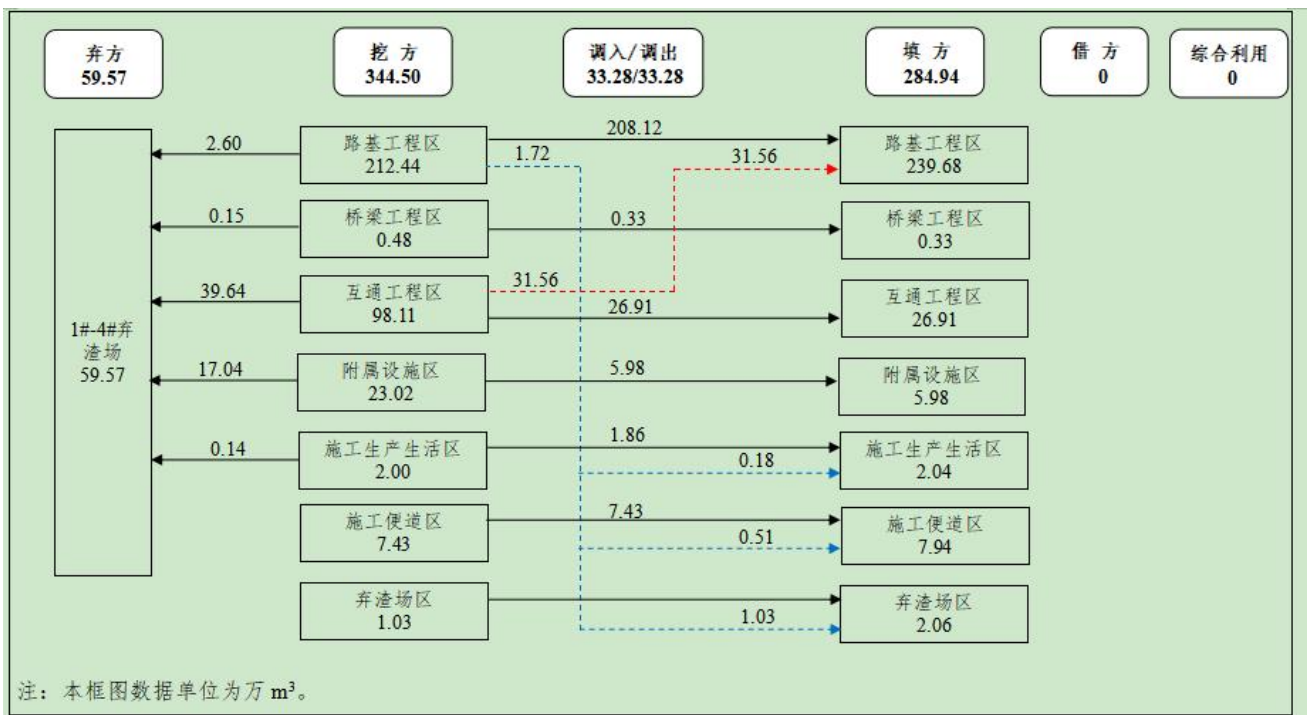 弃方
59.57
挖 方
344.50
调入/调出
33.28/33.28
填 方
284.94
借 方
0
综合利用
0
1#-4#弃
渣场
59.57
2.60
路基工程区
212.44
208.12
1.72
31.56
路基工程区
239.68
0.15
桥梁工程区
0.48
0.33
桥梁工程区
0.33
39.64
互通工程区
98.11
31.56
26.91
互通工程区
26.91
17.04
附属设施区
23.02
5.98
附属设施区
5.98
0.14
施工生产生活区
2.00
1.86
0.18
施工生产生活区
2.04
施工便道区
7.43
7.43
0.51
施工便道区
7.94
弃渣场区
1.03
1.03
弃渣场区
2.06
注：本框图数据单位为万 m³。